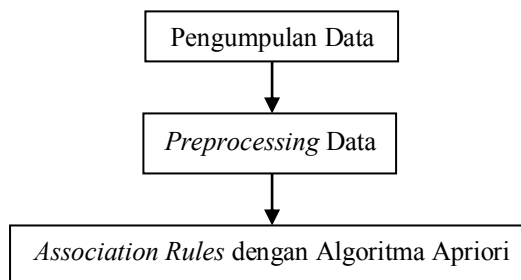 Pengumpulan Data
Preprocessing Data
Association Rules dengan Algoritma Apriori